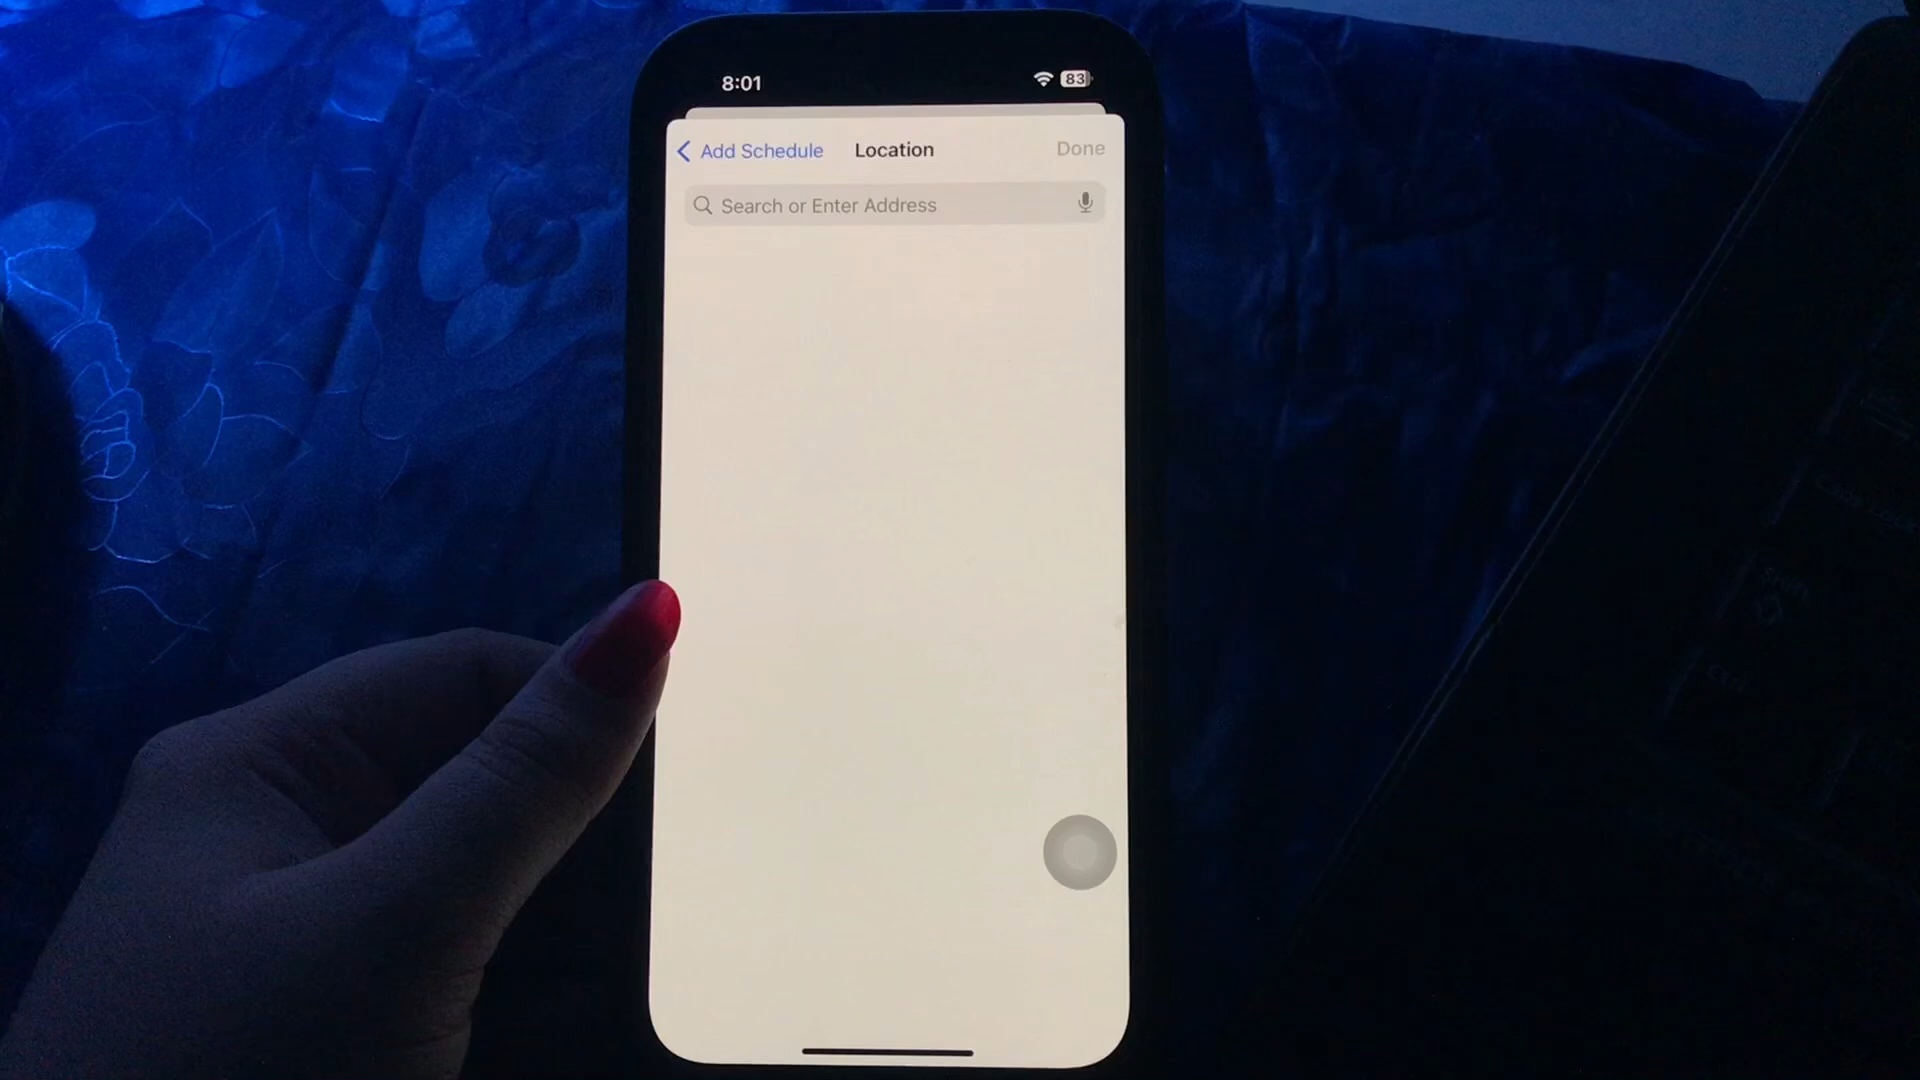 8:01
83
Add Schedule
Location
Done
Search or Enter Address